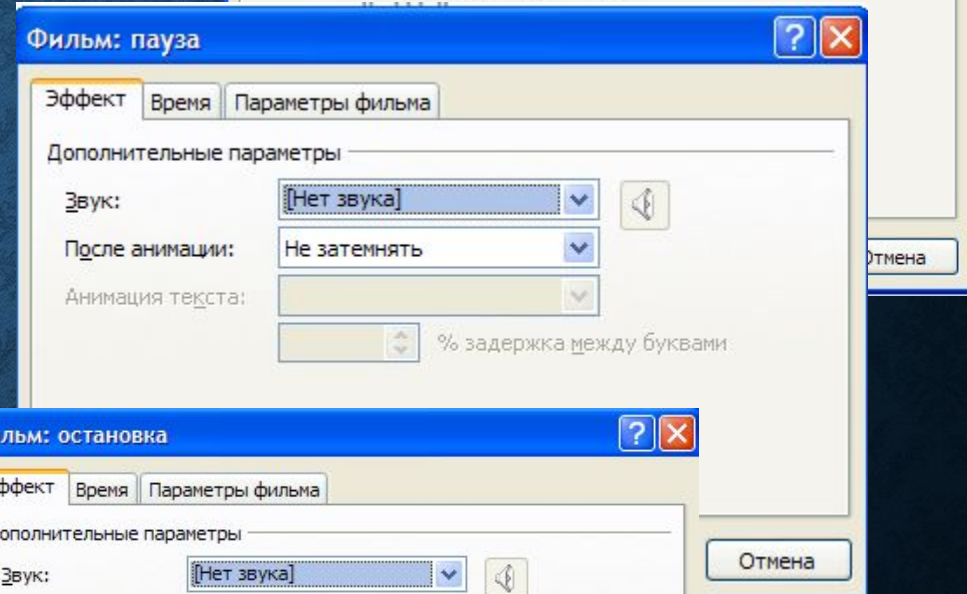 Фильм: пауза
Эффект Время Параметры фильма
Дополнительные параметры
Звук: [Нет звука]
После анимации: Не затемнять
Анимация текста:
% задержка между буквами
Отмена
Отмена
льм: остановка
ффект Время Параметры фильма
ополнительные параметры
Звук: [Нет звука]